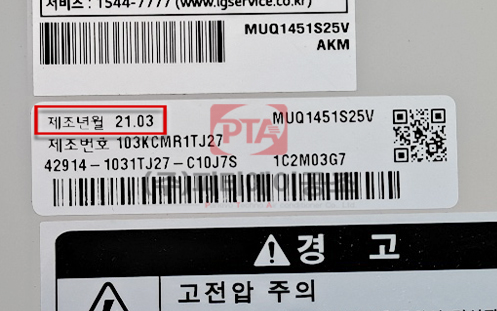 서비스 : 1544-7777 (www.lgservice.co.kr)
MUQ1451S25V
AKM
제조년월 21.03
MUQ1451S25V
제조번호 103KCMR1TJ27
42914-1031TJ27-C10J7S 1C2M03G7
PTA
경 고
고전압 주의